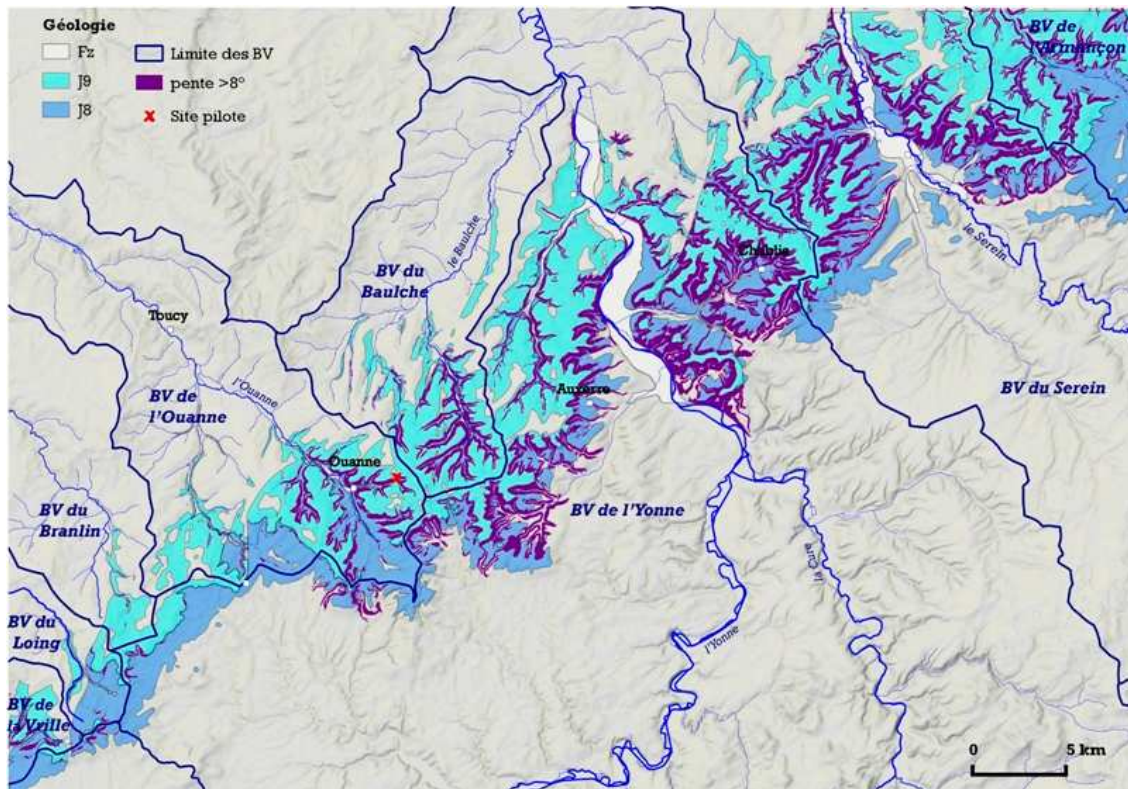 Géologie
Fz
J9
J8
Limite des BV
pente >8°
Site pilote
BV de
l'Armançon
le Serein
le Baulche
Chablis
BV du
Baulche
Toucy
l'Ouanne
BV de
l'Ouanne
Auxerre
BV du Serein
Ouanne
BV du
Branlin
BV de l'Yonne
la Cure
BV du
Loing
l'Yonne
BV de
la Vrille
0 5 km